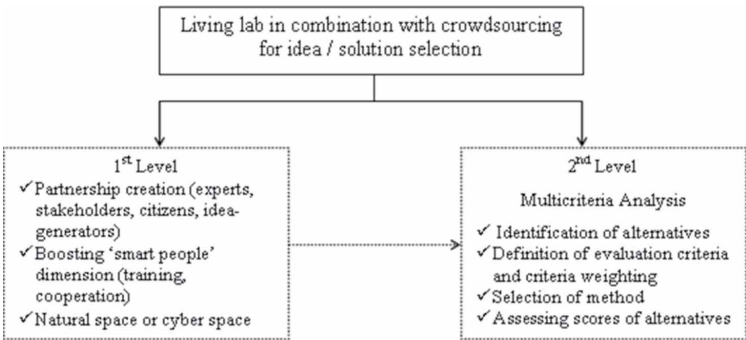 Living lab in combination with crowdsourcing
for idea / solution selection
1st Level
✓Partnership creation (experts,
stakeholders, citizens, idea-
generators)
✓Boosting ‘smart people’
dimension (training,
cooperation)
✓Natural space or cyber space
2nd Level
Multicriteria Analysis
✓ Identification of alternatives
✓Definition of evaluation criteria
and criteria weighting
✓Selection of method
✓Assessing scores of alternatives